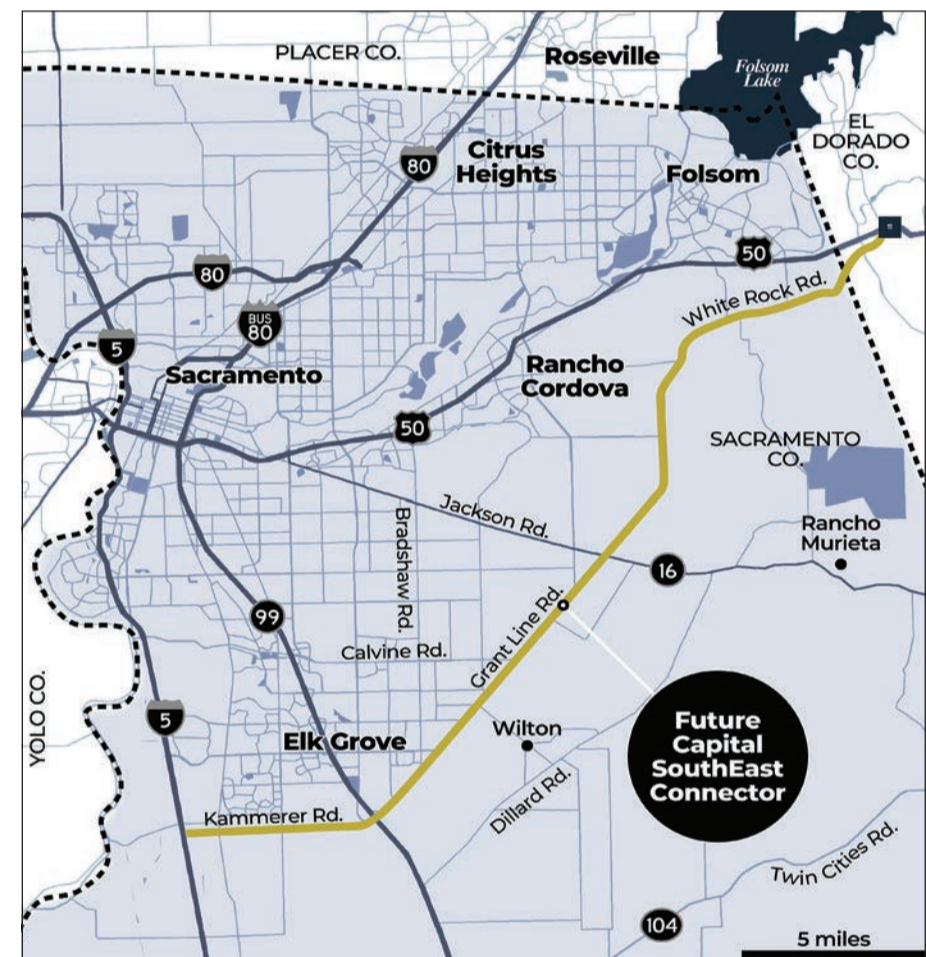 PLACER CO.
Roseville
Folsom
Lake
EL
DORADO
CO.
Citrus
Heights
80
Folsom
50
80
White Rock Rd.
BUS
80
5
Sacramento
Rancho
Cordova
50
SACRAMENTO
CO.
Jackson Rd.
Bradshaw Rd.
Rancho
Murieta
16
99
Grant Line Rd.
Calvine Rd.
YOLO CO.
5
Elk Grove
Wilton
Future
Capital
SouthEast
Connector
Kammerer Rd.
Dillard Rd.
Twin Cities Rd.
104
5 miles